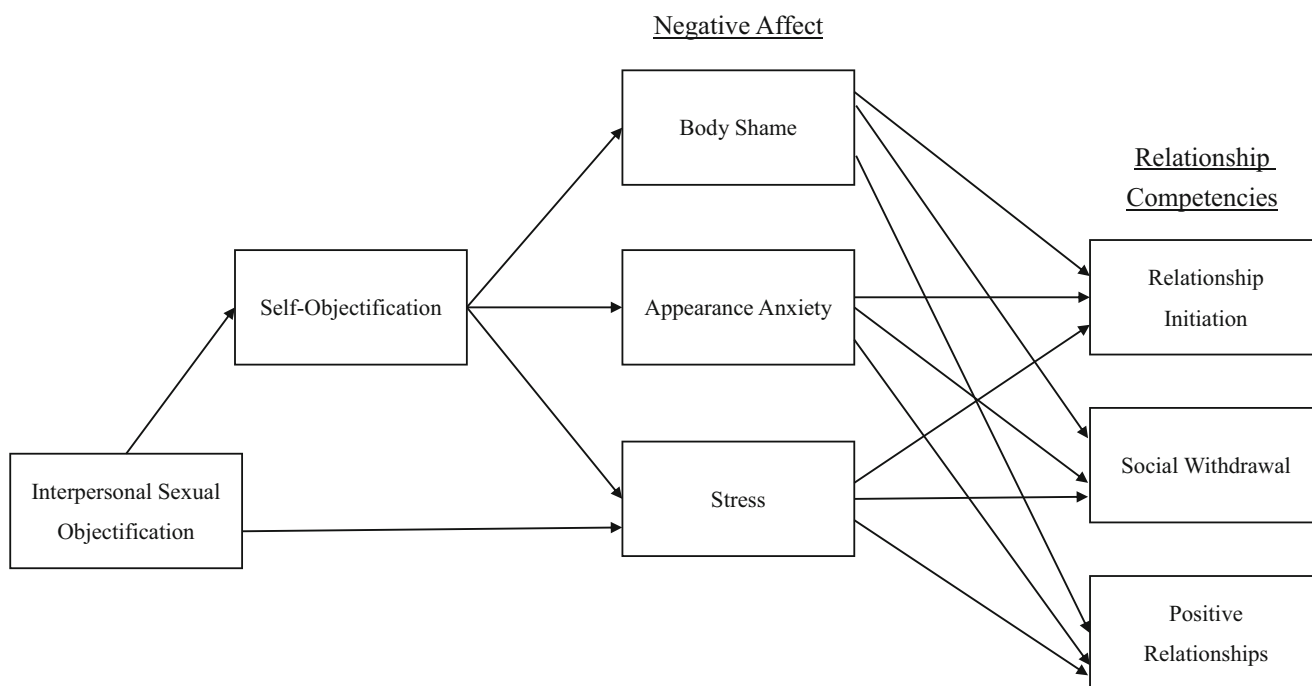 Negative Affect
Body Shame
Relationship
Competencies
Self-Objectification
Appearance Anxiety
Relationship
Initiation
Interpersonal Sexual
Objectification
Stress
Social Withdrawal
Positive
Relationships